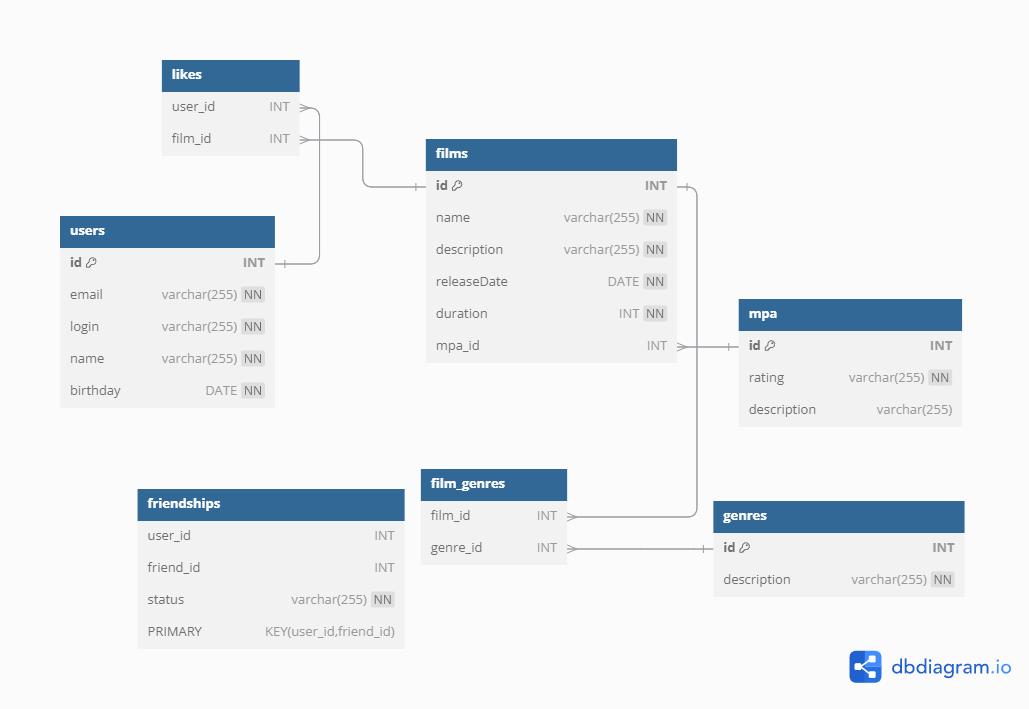 likes
user_id INT
film_id INT
films
id INT
name varchar(255) NN
description varchar(255) NN
releaseDate DATE NN
duration INT NN
mpa_id INT
users
id INT
email varchar(255) NN
login varchar(255) NN
name varchar(255) NN
birthday DATE NN
mpa
id INT
rating varchar(255) NN
description varchar(255)
friendships
user_id INT
friend_id INT
status varchar(255) NN
PRIMARY KEY(user_id,friend_id)
film_genres
film_id INT
genre_id INT
genres
id INT
description varchar(255) NN
dbdiagram.io